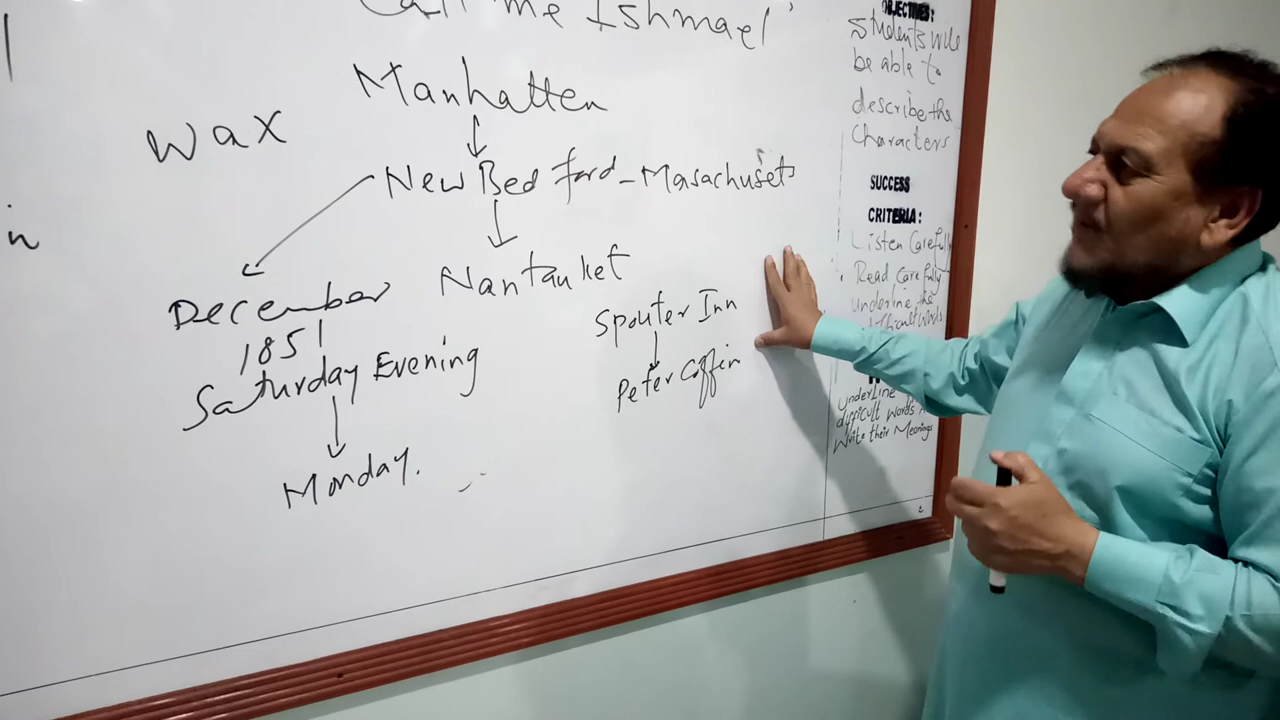 Call me Ishmael'
Manhatten
wax
New Bedford - Masachusets
n
December
1851
Saturday Evening
Monday.
Nantauket
Spouter Inn
Peter Coffin
OBJECTIVES:
Students will
be able to
describe the
Characters
SUCCESS
CRITERIA:
Listen Carefully
Read Carefully
underline the
difficult words
underline
difficult words
Write their Meanings